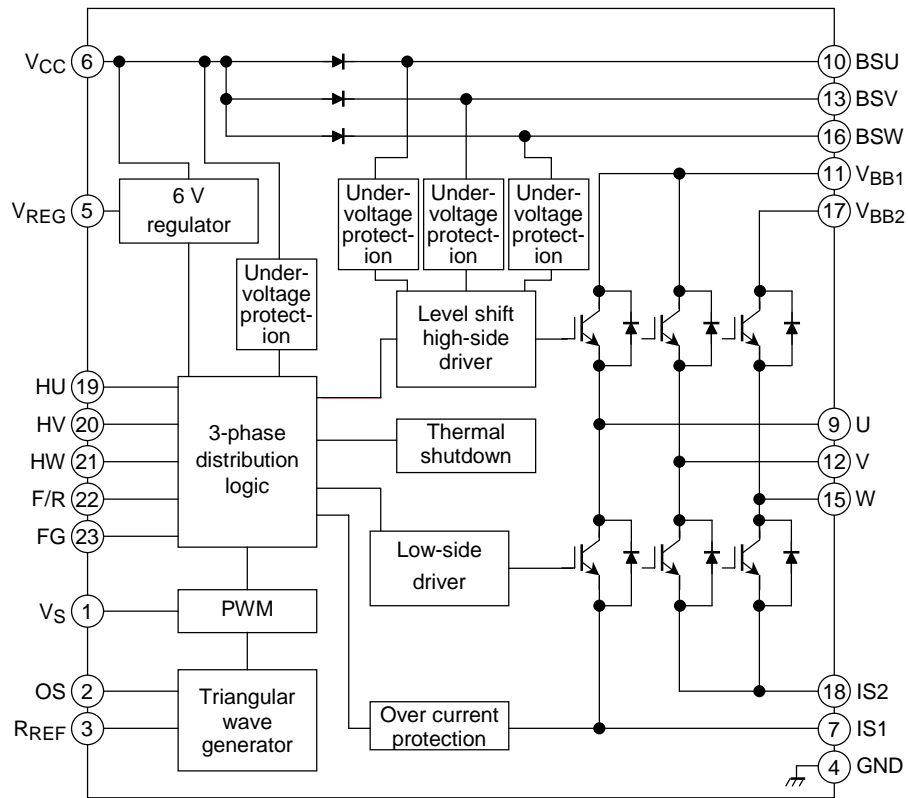 VCC 6
10 BSU
13 BSV
16 BSW
11 VBB1
17 VBB2
VREG 5
6 V
regulator
Under-
voltage
protect-
ion
Under-
voltage
protect-
ion
Under-
voltage
protect-
ion
Under-
voltage
protect-
ion
Level shift
high-side
driver
HU 19
HV 20
HW 21
F/R 22
FG 23
3-phase
distribution
logic
Thermal
shutdown
9 U
12 V
15 W
Low-side
driver
VS 1
PWM
OS 2
RREF 3
Triangular
wave
generator
Over current
protection
18 IS2
7 IS1
4 GND